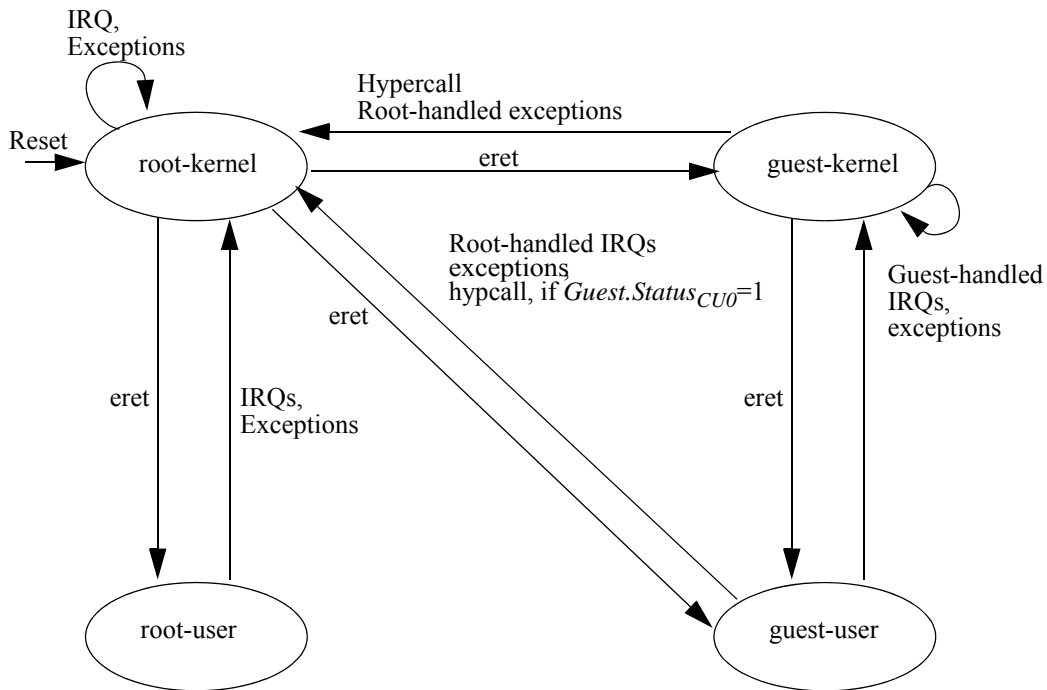 IRQ,
Exceptions
Hypercall
Root-handled exceptions
Reset
root-kernel
eret
guest-kernel
Root-handled IRQs
exceptions,
hypcall, if Guest.Status_CU0=1
Guest-handled
IRQs,
exceptions
eret
eret
IRQs,
Exceptions
eret
root-user
guest-user